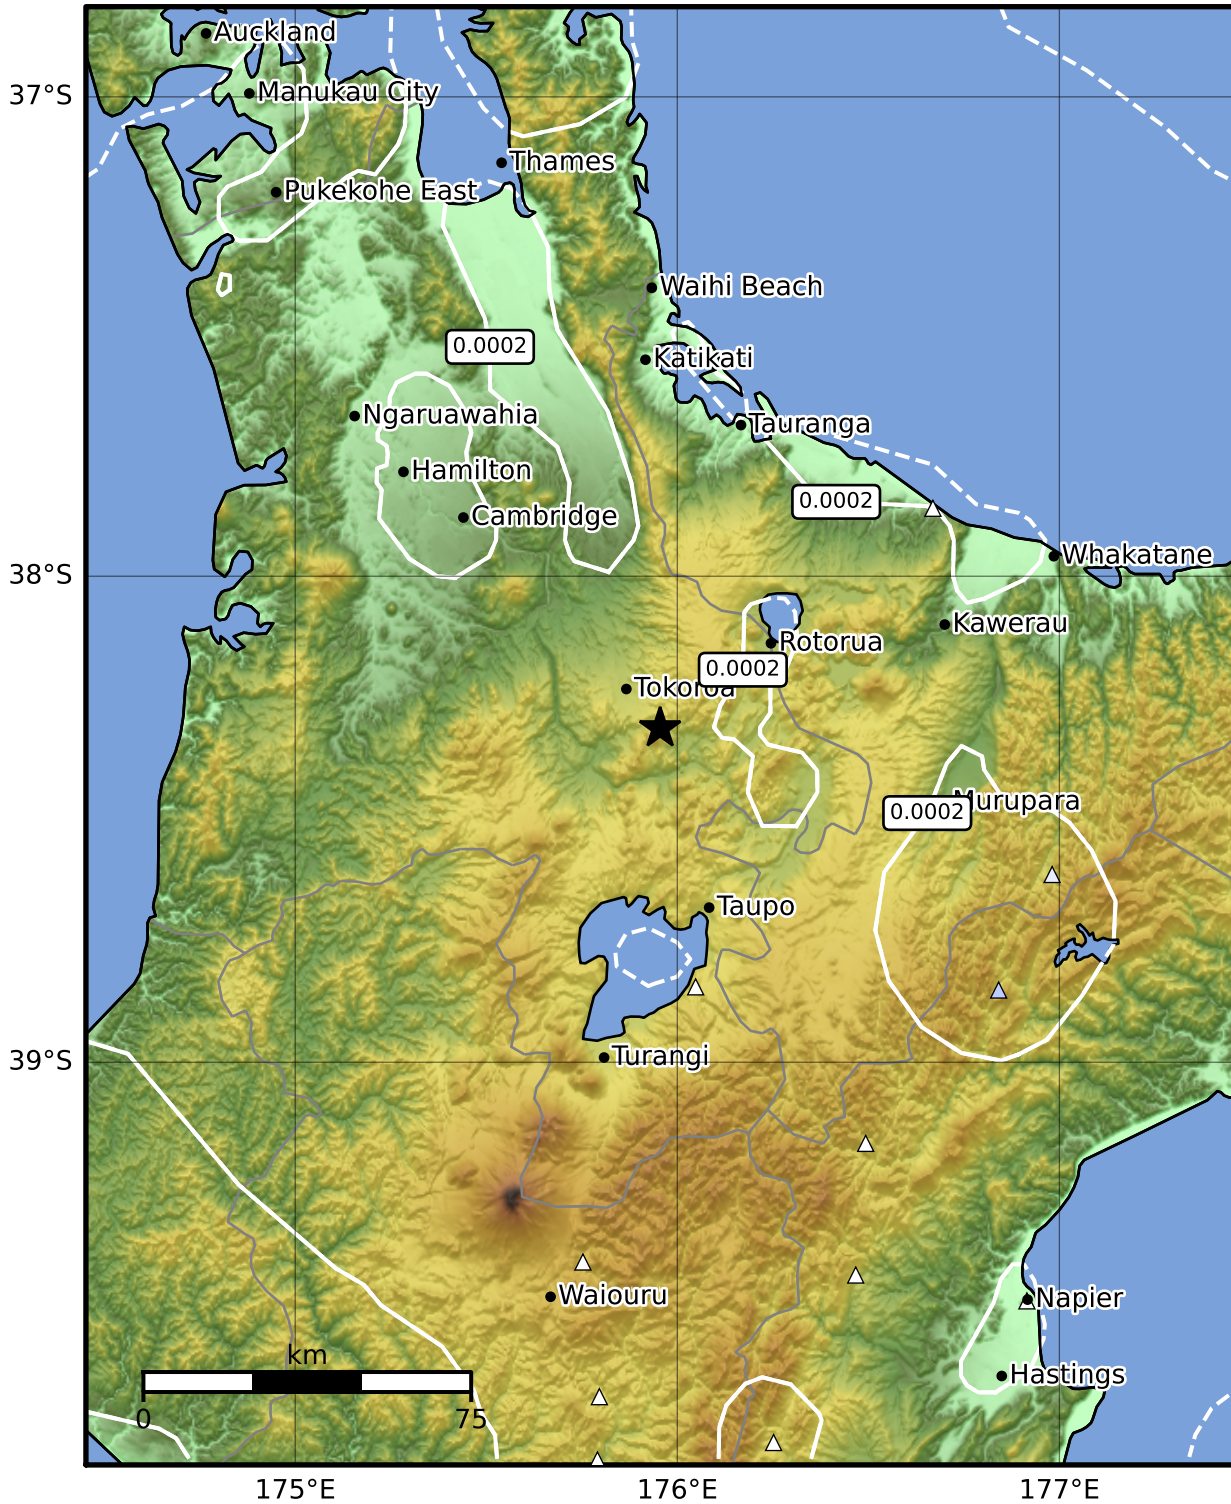 Auckland
37°S
Manukau City
Thames
Pukekohe East
Waihi Beach
0.0002
Katikati
Ngaruawahia
Tauranga
Hamilton
0.0002
Cambridge
Whakatane
38°S
Kawerau
Rotorua
0.0002
Tokoroa
Murupara
0.0002
Taupo
39°S
Turangi
Waiouru
Napier
km
Hastings
0 75
175°E 176°E 177°E